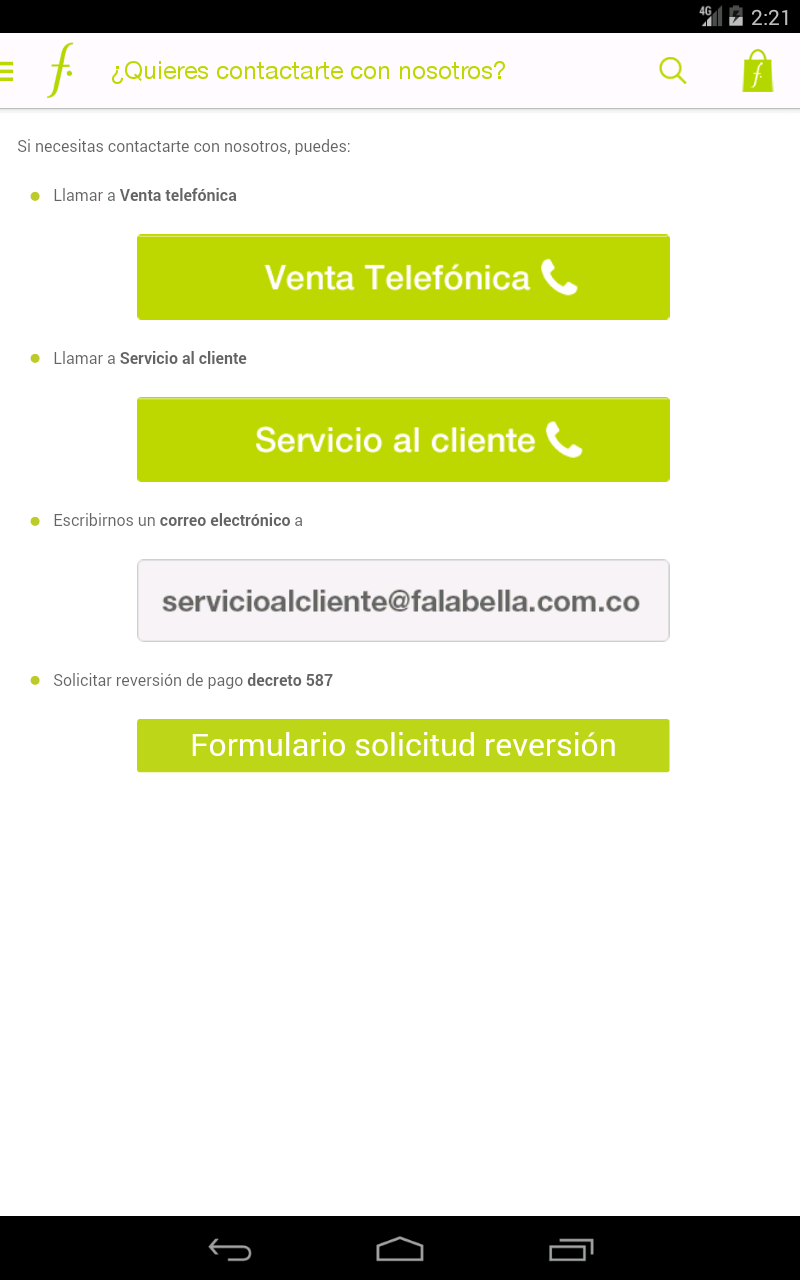 4G 2:21
f. ¿Quieres contactarte con nosotros? f.
Si necesitas contactarte con nosotros, puedes:
Llamar a Venta telefónica
Venta Telefónica
Llamar a Servicio al cliente
Servicio al cliente
Escribirnos un correo electrónico a
servicioalcliente@falabella.com.co
Solicitar reversión de pago decreto 587
Formulario solicitud reversión